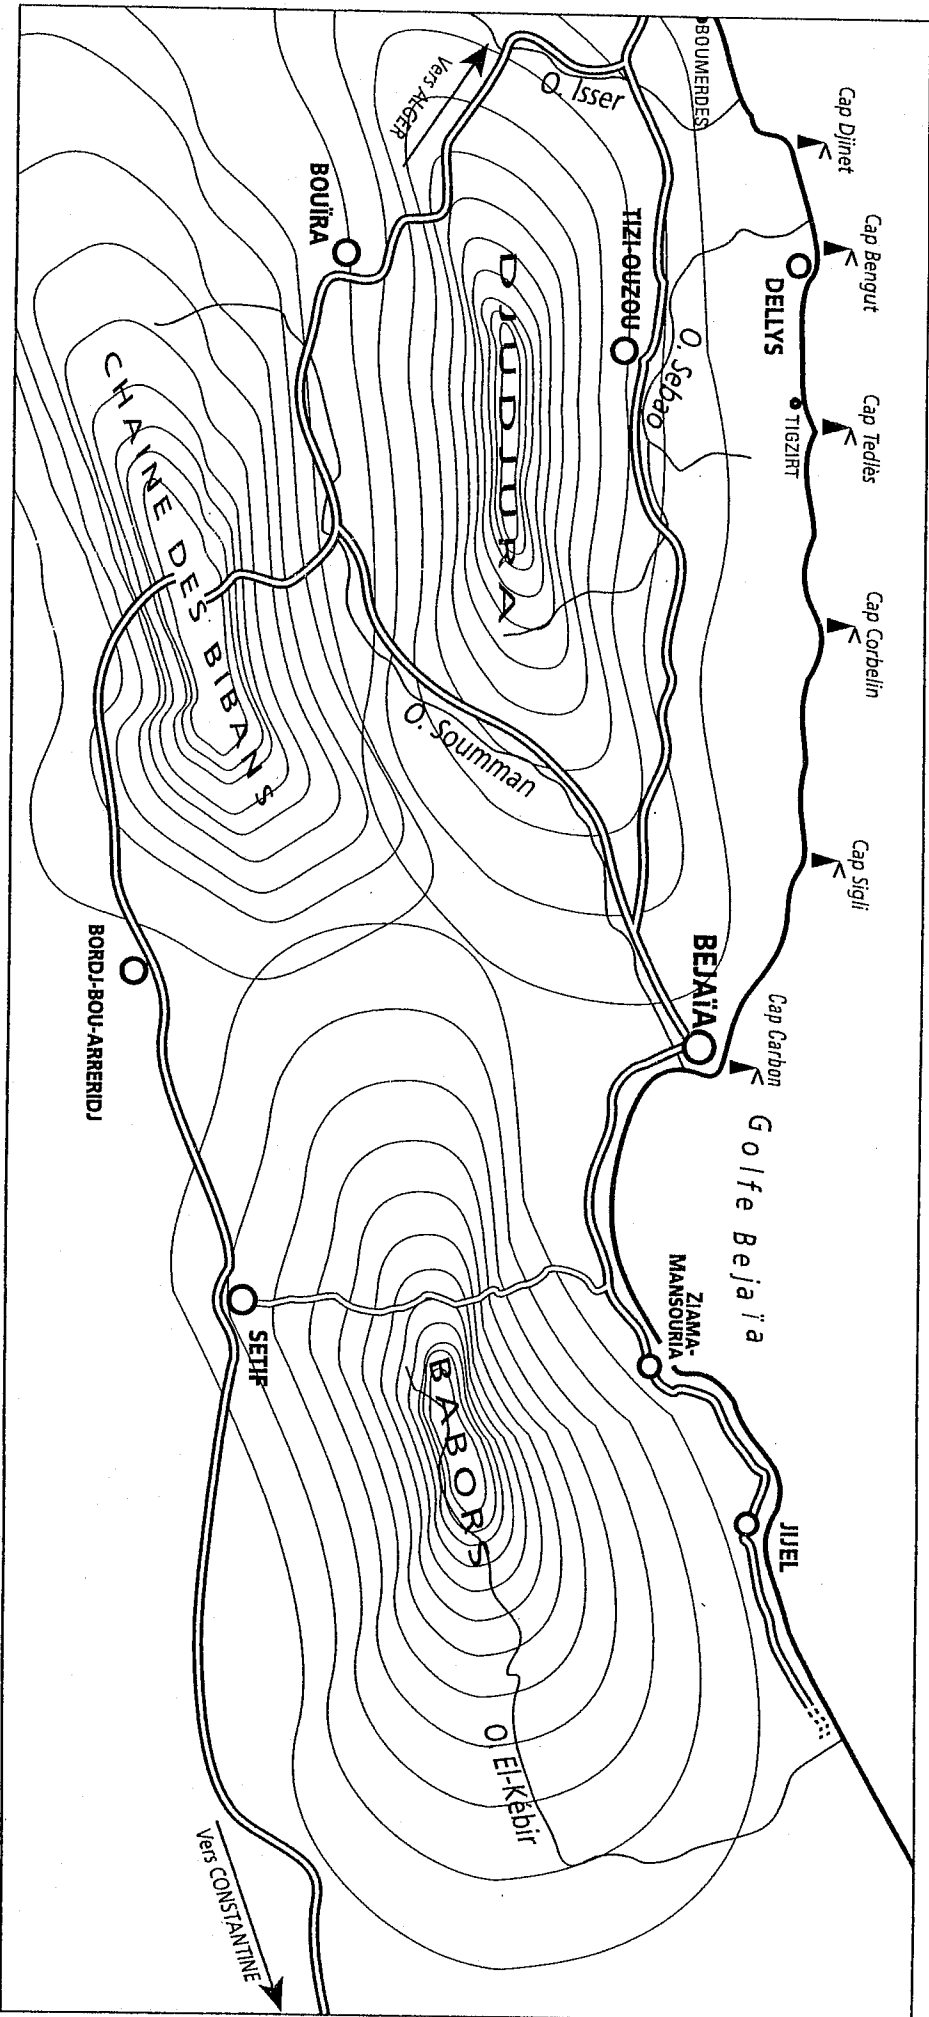 Cap Djinet
Cap Bengut
Cap Tedlès
Cap Corbelin
Cap Sigli
Cap Carbon
Golfe Bejaïa
BOUMERDES
DELLYS
TIGZIRT
BEJAÏA
ZIAMA-
MANSOURIA
JIJEL
O. Isser
TIZI-OUZOU
O. Sebao
Vers ALGER
DJUDJURA
BOUÏRA
O. Soumman
BABORS
O| El-Kébir
CHAINE DES BIBANS
BORDJ-BOU-ARRERIDJ
SETIF
Vers CONSTANTINE